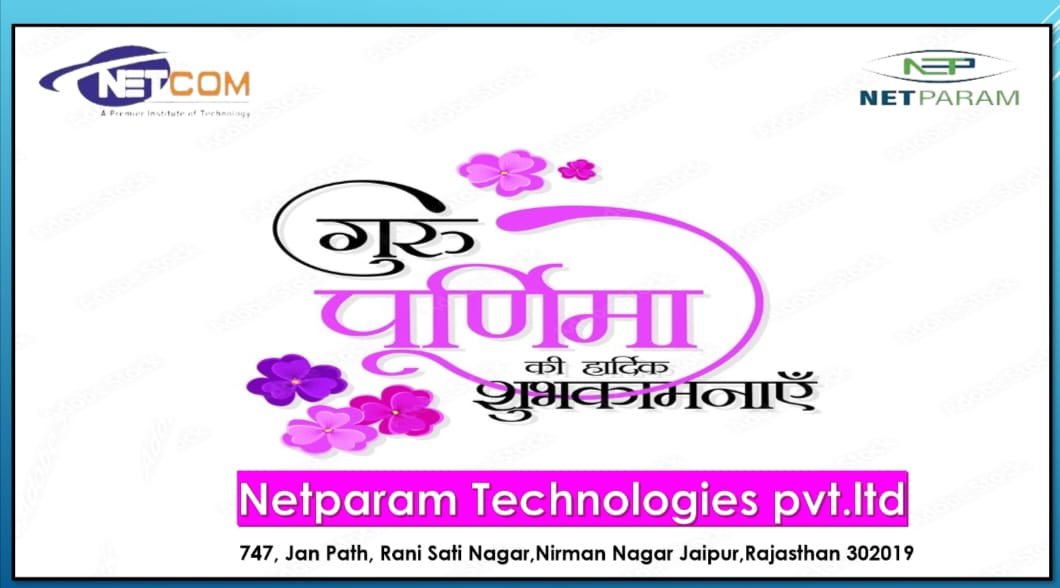 NETCOM
A Premier Institute of Technology
NEP
NETPARAM
गुरु
पूर्णिमा
की हार्दिक
शुभकामनाएँ
Netparam Technologies pvt.ltd
747, Jan Path, Rani Sati Nagar,Nirman Nagar Jaipur,Rajasthan 302019